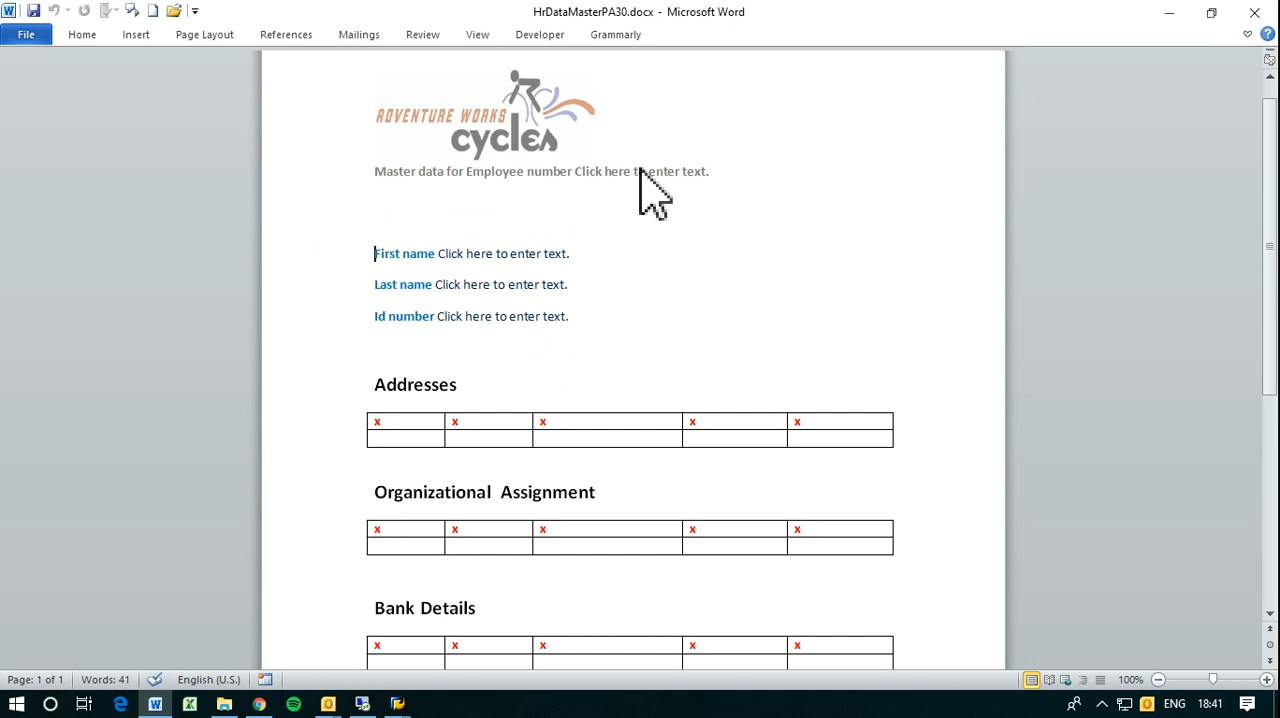 HrDataMasterPA30.docx - Microsoft Word
File Home Insert Page Layout References Mailings Review View Developer Grammarly
ADVENTURE WORKS
cycles
Master data for Employee number Click here to enter text.
First name Click here to enter text.
Last name Click here to enter text.
Id number Click here to enter text.
Addresses
x x x x x
Organizational Assignment
x x x x x
Bank Details
x x x x x
Page: 1 of 1 Words: 41 English (U.S.) 100%
ENG 18:41